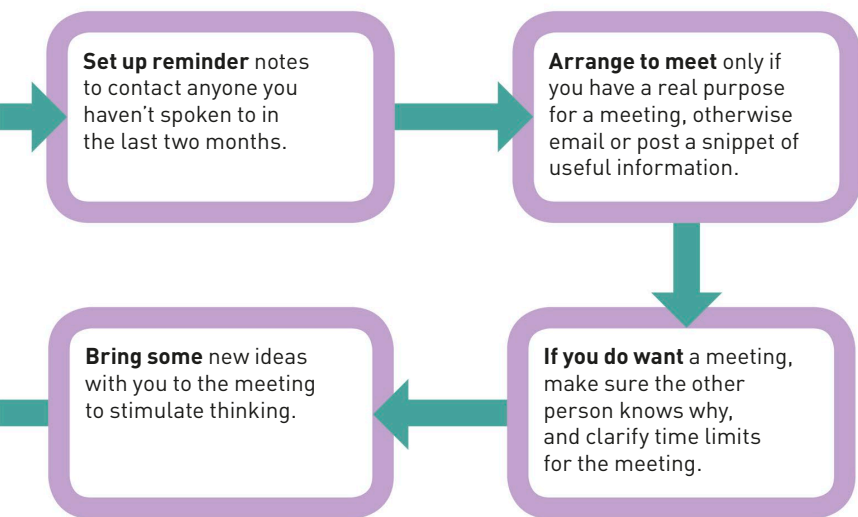 Set up reminder notes
to contact anyone you
haven't spoken to in
the last two months.
Arrange to meet only if
you have a real purpose
for a meeting, otherwise
email or post a snippet of
useful information.
If you do want a meeting,
make sure the other
person knows why,
and clarify time limits
for the meeting.
Bring some new ideas
with you to the meeting
to stimulate thinking.